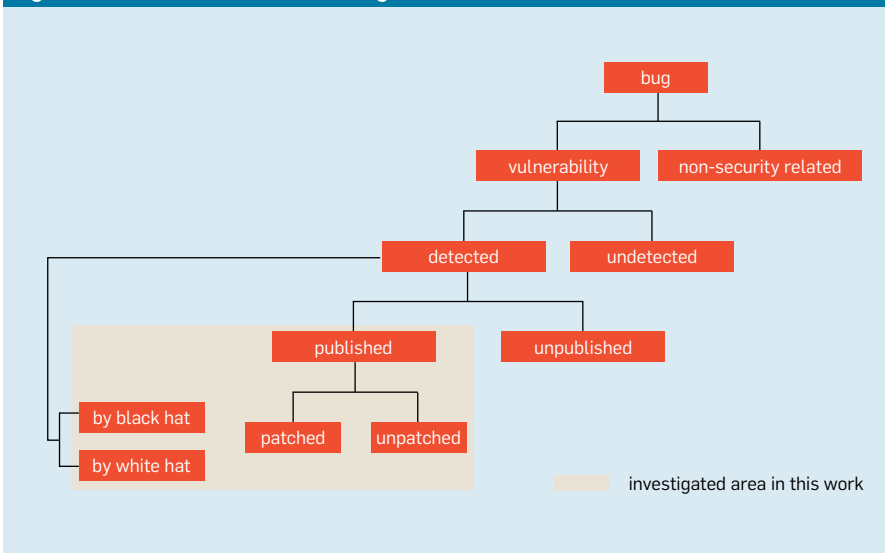 bug
vulnerability
non-security related
detected
undetected
published
unpublished
by black hat
patched
unpatched
by white hat
investigated area in this work